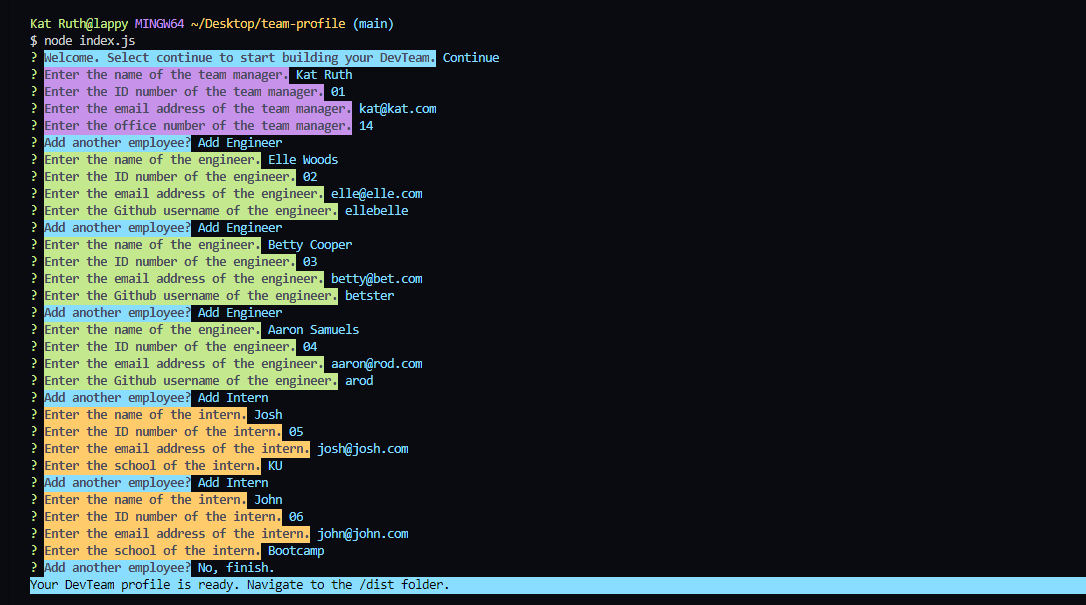 Kat Ruth@lappy MINGW64 ~/Desktop/team-profile (main)
$ node index.js
? Welcome. Select continue to start building your DevTeam. Continue
? Enter the name of the team manager. Kat Ruth
? Enter the ID number of the team manager. 01
? Enter the email address of the team manager. kat@kat.com
? Enter the office number of the team manager. 14
? Add another employee? Add Engineer
? Enter the name of the engineer. Elle Woods
? Enter the ID number of the engineer. 02
? Enter the email address of the engineer. elle@elle.com
? Enter the Github username of the engineer. ellebelle
? Add another employee? Add Engineer
? Enter the name of the engineer. Betty Cooper
? Enter the ID number of the engineer. 03
? Enter the email address of the engineer. betty@bet.com
? Enter the Github username of the engineer. betster
? Add another employee? Add Engineer
? Enter the name of the engineer. Aaron Samuels
? Enter the ID number of the engineer. 04
? Enter the email address of the engineer. aaron@rod.com
? Enter the Github username of the engineer. arod
? Add another employee? Add Intern
? Enter the name of the intern. Josh
? Enter the ID number of the intern. 05
? Enter the email address of the intern. josh@josh.com
? Enter the school of the intern. KU
? Add another employee? Add Intern
? Enter the name of the intern. John
? Enter the ID number of the intern. 06
? Enter the email address of the intern. john@john.com
? Enter the school of the intern. Bootcamp
? Add another employee? No, finish.
Your DevTeam profile is ready. Navigate to the /dist folder.